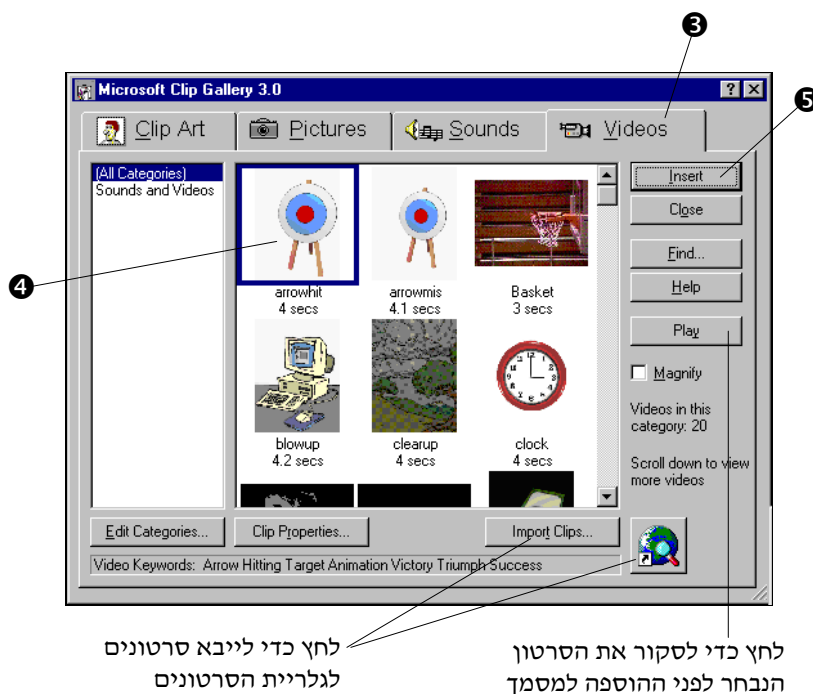 ❸
Microsoft Clip Gallery 3.0
❺
Clip Art Pictures Sounds Videos
(All Categories)
Sounds and Videos
Insert
Close
Find...
Help
Play
❹
arrowhit arrowmis Basket
4 secs 4.1 secs 3 secs
Magnify
Videos in this
category: 20
blowup clearup clock
4.2 secs 4 secs 4 secs
Scroll down to view
more videos
Edit Categories... Clip Properties... Import Clips...
Video Keywords: Arrow Hitting Target Animation Victory Triumph Success
לחץ כדי לסקור את הסרטון
הנבחר לפני ההוספה למסמך
לחץ כדי לייבא סרטונים
לגלריית הסרטונים